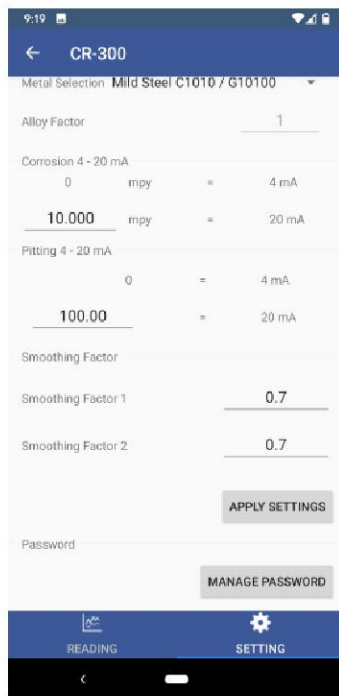 9:19
CR-300
Metal Selection Mild Steel C1010 / G10100
Alloy Factor 1
Corrosion 4 - 20 mA
0 mpy = 4 mA
10.000 mpy = 20 mA
Pitting 4 - 20 mA
0 = 4 mA
100.00 = 20 mA
Smoothing Factor
Smoothing Factor 1 0.7
Smoothing Factor 2 0.7
APPLY SETTINGS
Password
MANAGE PASSWORD
READING SETTING